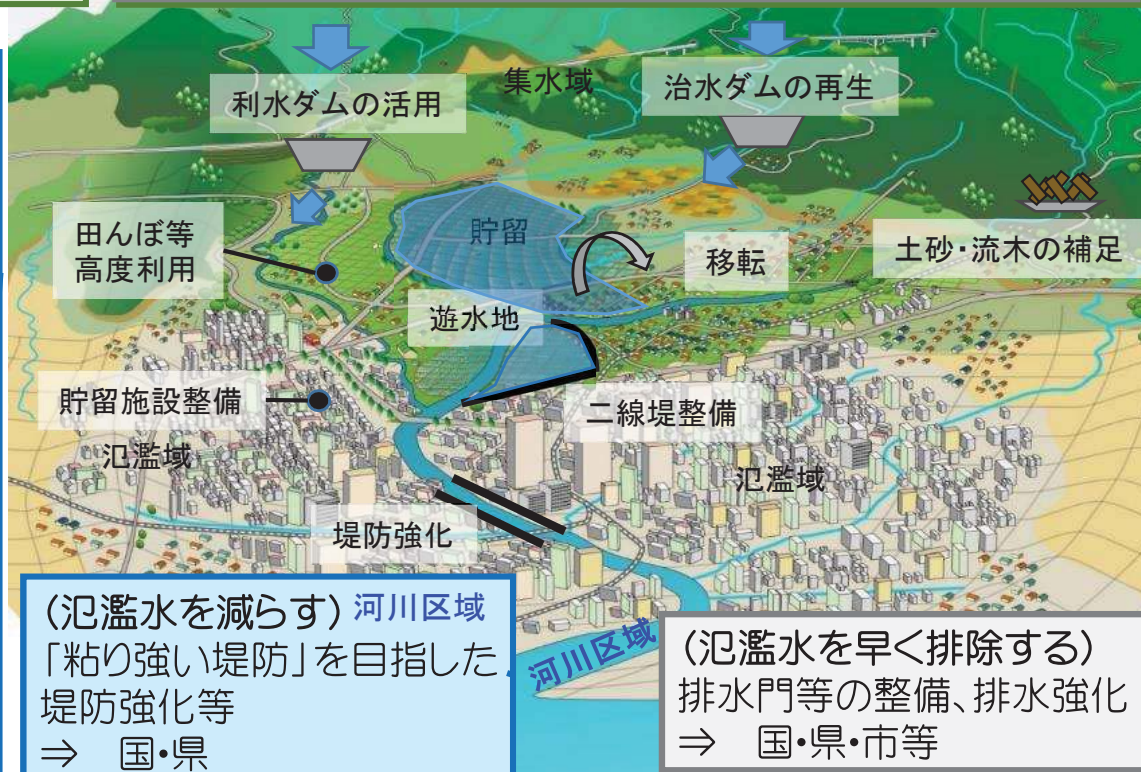 集水域
利水ダムの活用
治水ダムの再生
田んぼ等
高度利用
貯留
移転
土砂・流木の補足
遊水地
貯留施設整備
二線堤整備
氾濫域
氾濫域
堤防強化
(氾濫水を減らす) 河川区域
「粘り強い堤防」を目指した
堤防強化等
⇒ 国・県
河川区域
(氾濫水を早く排除する)
排水門等の整備、排水強化
⇒ 国・県・市等